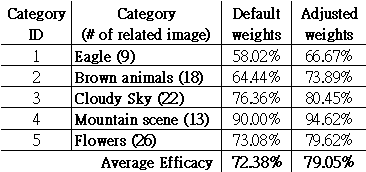 Category ID Category (# of related image) Default weights Adjusted weights
1 Eagle (9) 58.02% 66.67%
2 Brown animals (18) 64.44% 73.89%
3 Cloudy Sky (22) 76.36% 80.45%
4 Mountain scene (13) 90.00% 94.62%
5 Flowers (26) 73.08% 79.62%
Average Efficacy 72.38% 79.05%